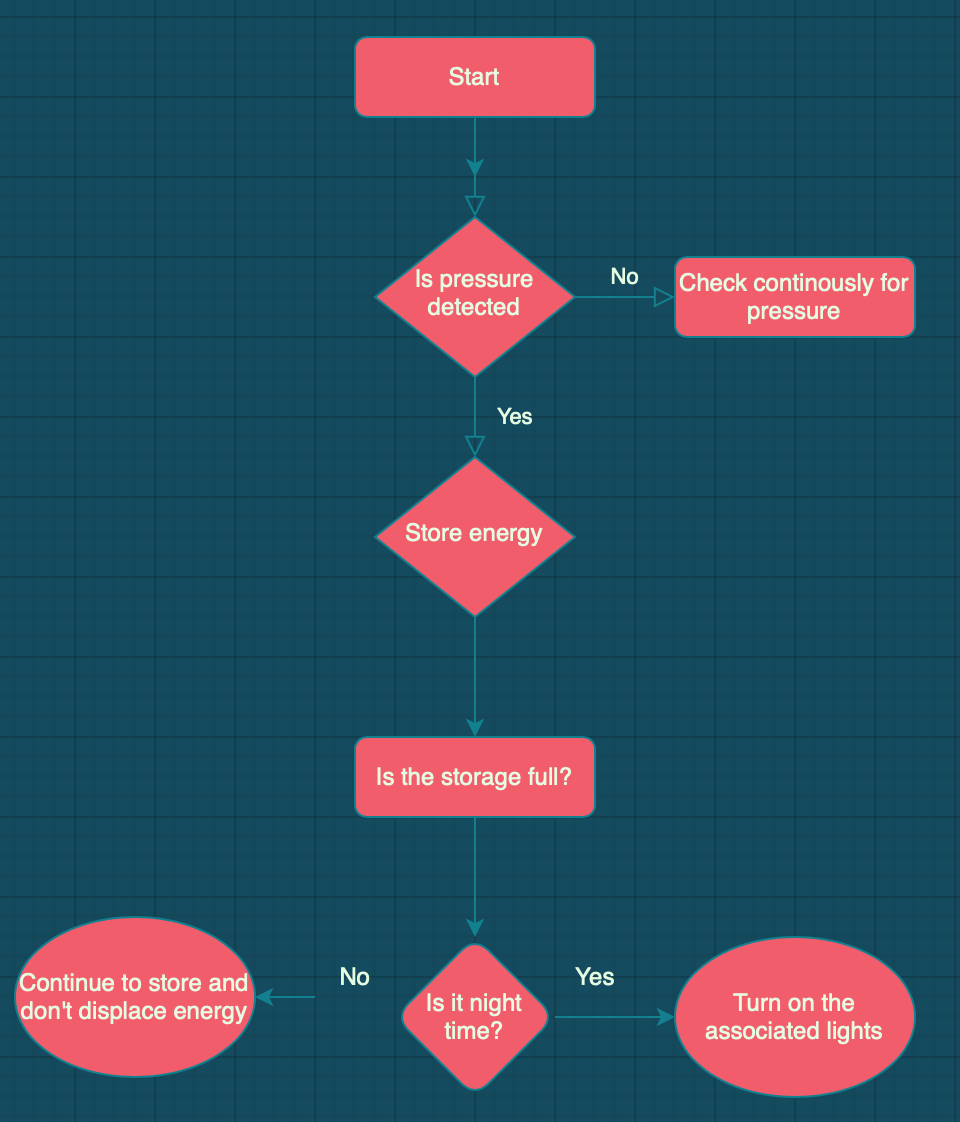 Start
Is pressure
detected
No
Check continously for
pressure
Yes
Store energy
Is the storage full?
No
Continue to store and
don't displace energy
Is it night
time?
Yes
Turn on the
associated lights